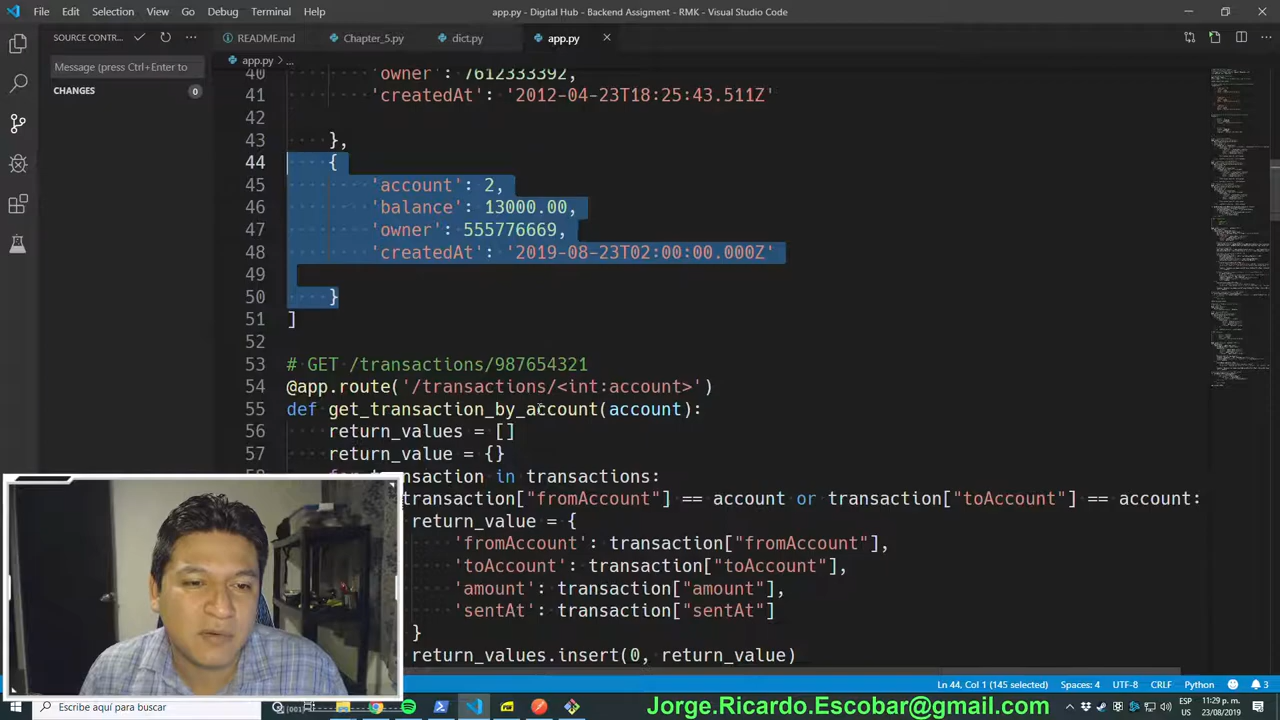 File Edit Selection View Go Debug Terminal Help app.py - Digital Hub - Backend Assigment - RMK - Visual Studio Code
SOURCE CONTR... README.md Chapter_5.py dict.py app.py
Message (press Ctrl+Enter to app.py ...
CHANGES 0
40 'owner': 7612333392,
41 'createdAt': '2012-04-23T18:25:43.511Z'
42
43 },
44 {
45 'account': 2,
46 'balance': 13000.00,
47 'owner': 555776669,
48 'createdAt': '2019-08-23T02:00:00.000Z'
49
50 }
51 ]
52
53 # GET /transactions/987654321
54 @app.route('/transactions/<int:account>')
55 def get_transaction_by_account(account):
56 return_values = []
57 return_value = {}
58 for transaction in transactions:
transaction["fromAccount"] == account or transaction["toAccount"] == account:
return_value = {
'fromAccount': transaction["fromAccount"],
'toAccount': transaction["toAccount"],
'amount': transaction["amount"],
'sentAt': transaction["sentAt"]
}
return_values.insert(0, return_value)
Ln 44, Col 1 (145 selected) Spaces: 4 UTF-8 CRLF Python 3
Escribe aquí para buscar
Jorge.Ricardo.Escobar@gmail.com
ESP 11:29 p. m.
23/08/2019